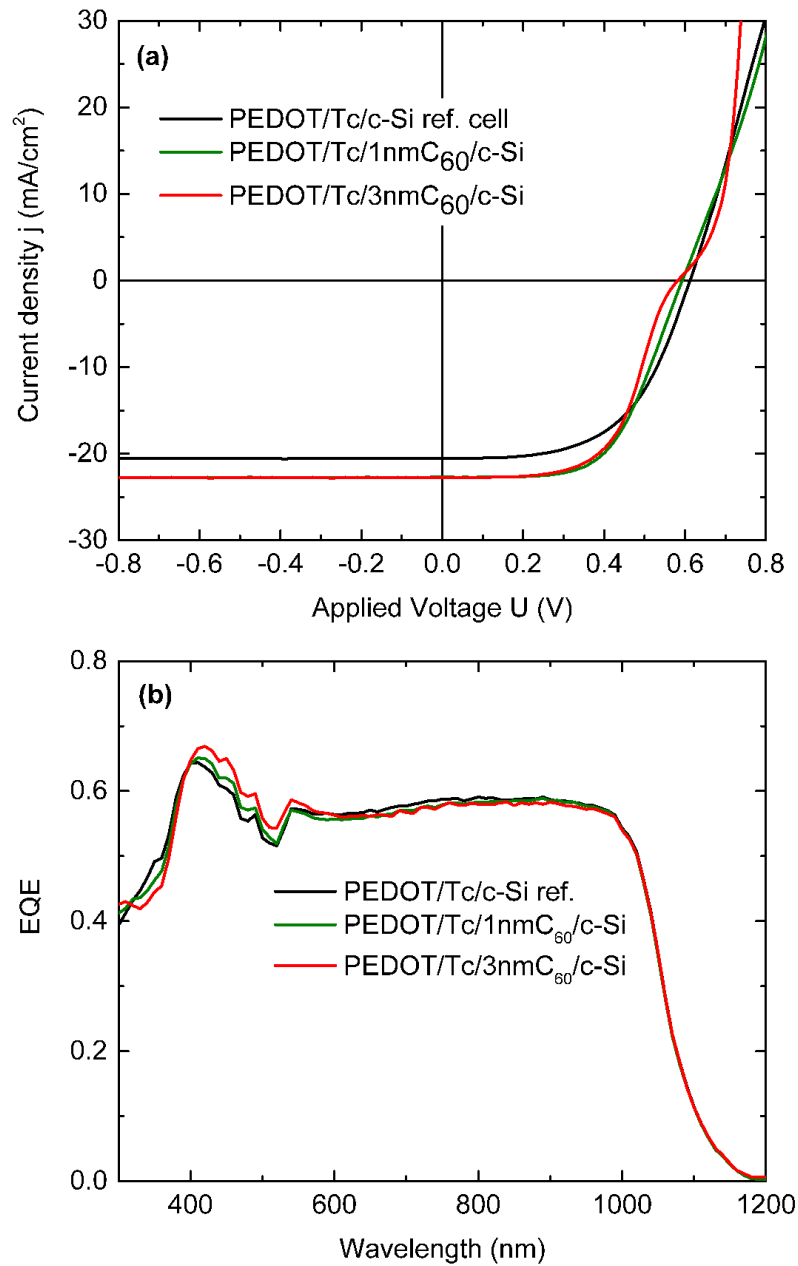 (a)
30
20
10
0
-10
-20
-30
Current density j (mA/cm²)
PEDOT/Tc/c-Si ref. cell
PEDOT/Tc/1nmC₆₀/c-Si
PEDOT/Tc/3nmC₆₀/c-Si
-0.8 -0.6 -0.4 -0.2 0.0 0.2 0.4 0.6 0.8
Applied Voltage U (V)
(b)
0.8
0.6
0.4
0.2
0.0
EQE
PEDOT/Tc/c-Si ref.
PEDOT/Tc/1nmC₆₀/c-Si
PEDOT/Tc/3nmC₆₀/c-Si
400 600 800 1000 1200
Wavelength (nm)